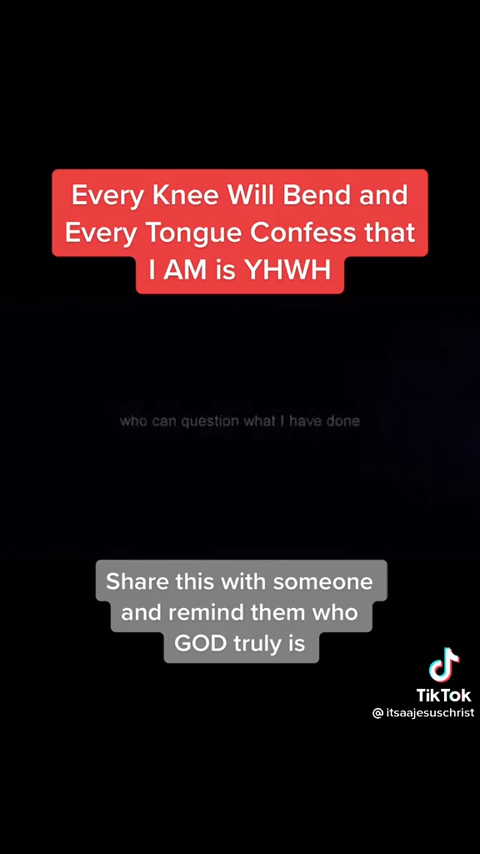 Every Knee Will Bend and
Every Tongue Confess that
I AM is YHWH
who can question what I have done
Share this with someone
and remind them who
GOD truly is
TikTok
@itsaajesuschrist